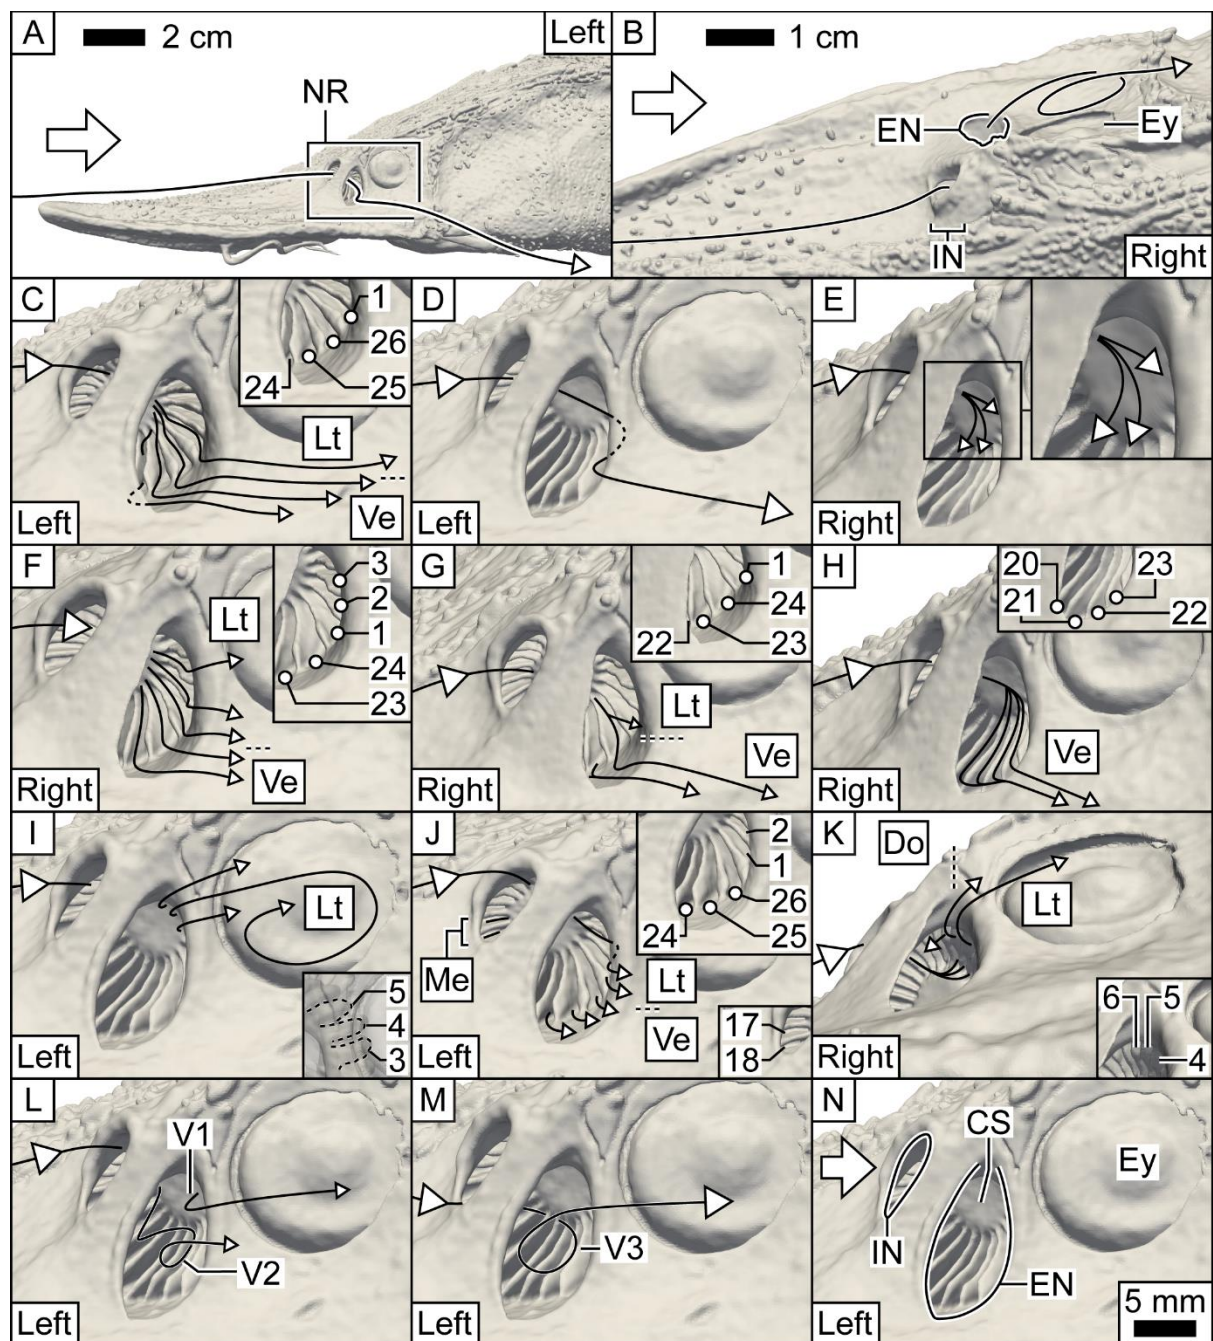 A
2 cm
Left
NR
B
1 cm
EN
Ey
IN
Right
C
1
26
24
25
Lt
Ve
Left
D
Left
E
Right
F
3
2
1
24
23
Lt
Ve
Right
G
1
24
22
23
Lt
Ve
Right
H
20
23
21
22
Ve
Right
I
Lt
5
4
3
Left
J
2
1
26
24
25
Me
Lt
Ve
17
18
Left
K
Do
Lt
6
5
4
Right
L
V1
V2
Left
M
V3
Left
N
CS
Ey
IN
EN
Left
5 mm